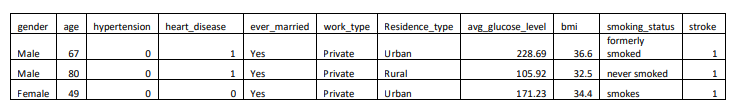 gender age hypertension heart_disease ever_married work_type Residence_type avg_glucose_level bmi smoking_status stroke
Male 67 0 1 Yes Private Urban 228.69 36.6 formerly smoked 1
Male 80 0 1 Yes Private Rural 105.92 32.5 never smoked 1
Female 49 0 0 Yes Private Urban 171.23 34.4 smokes 1